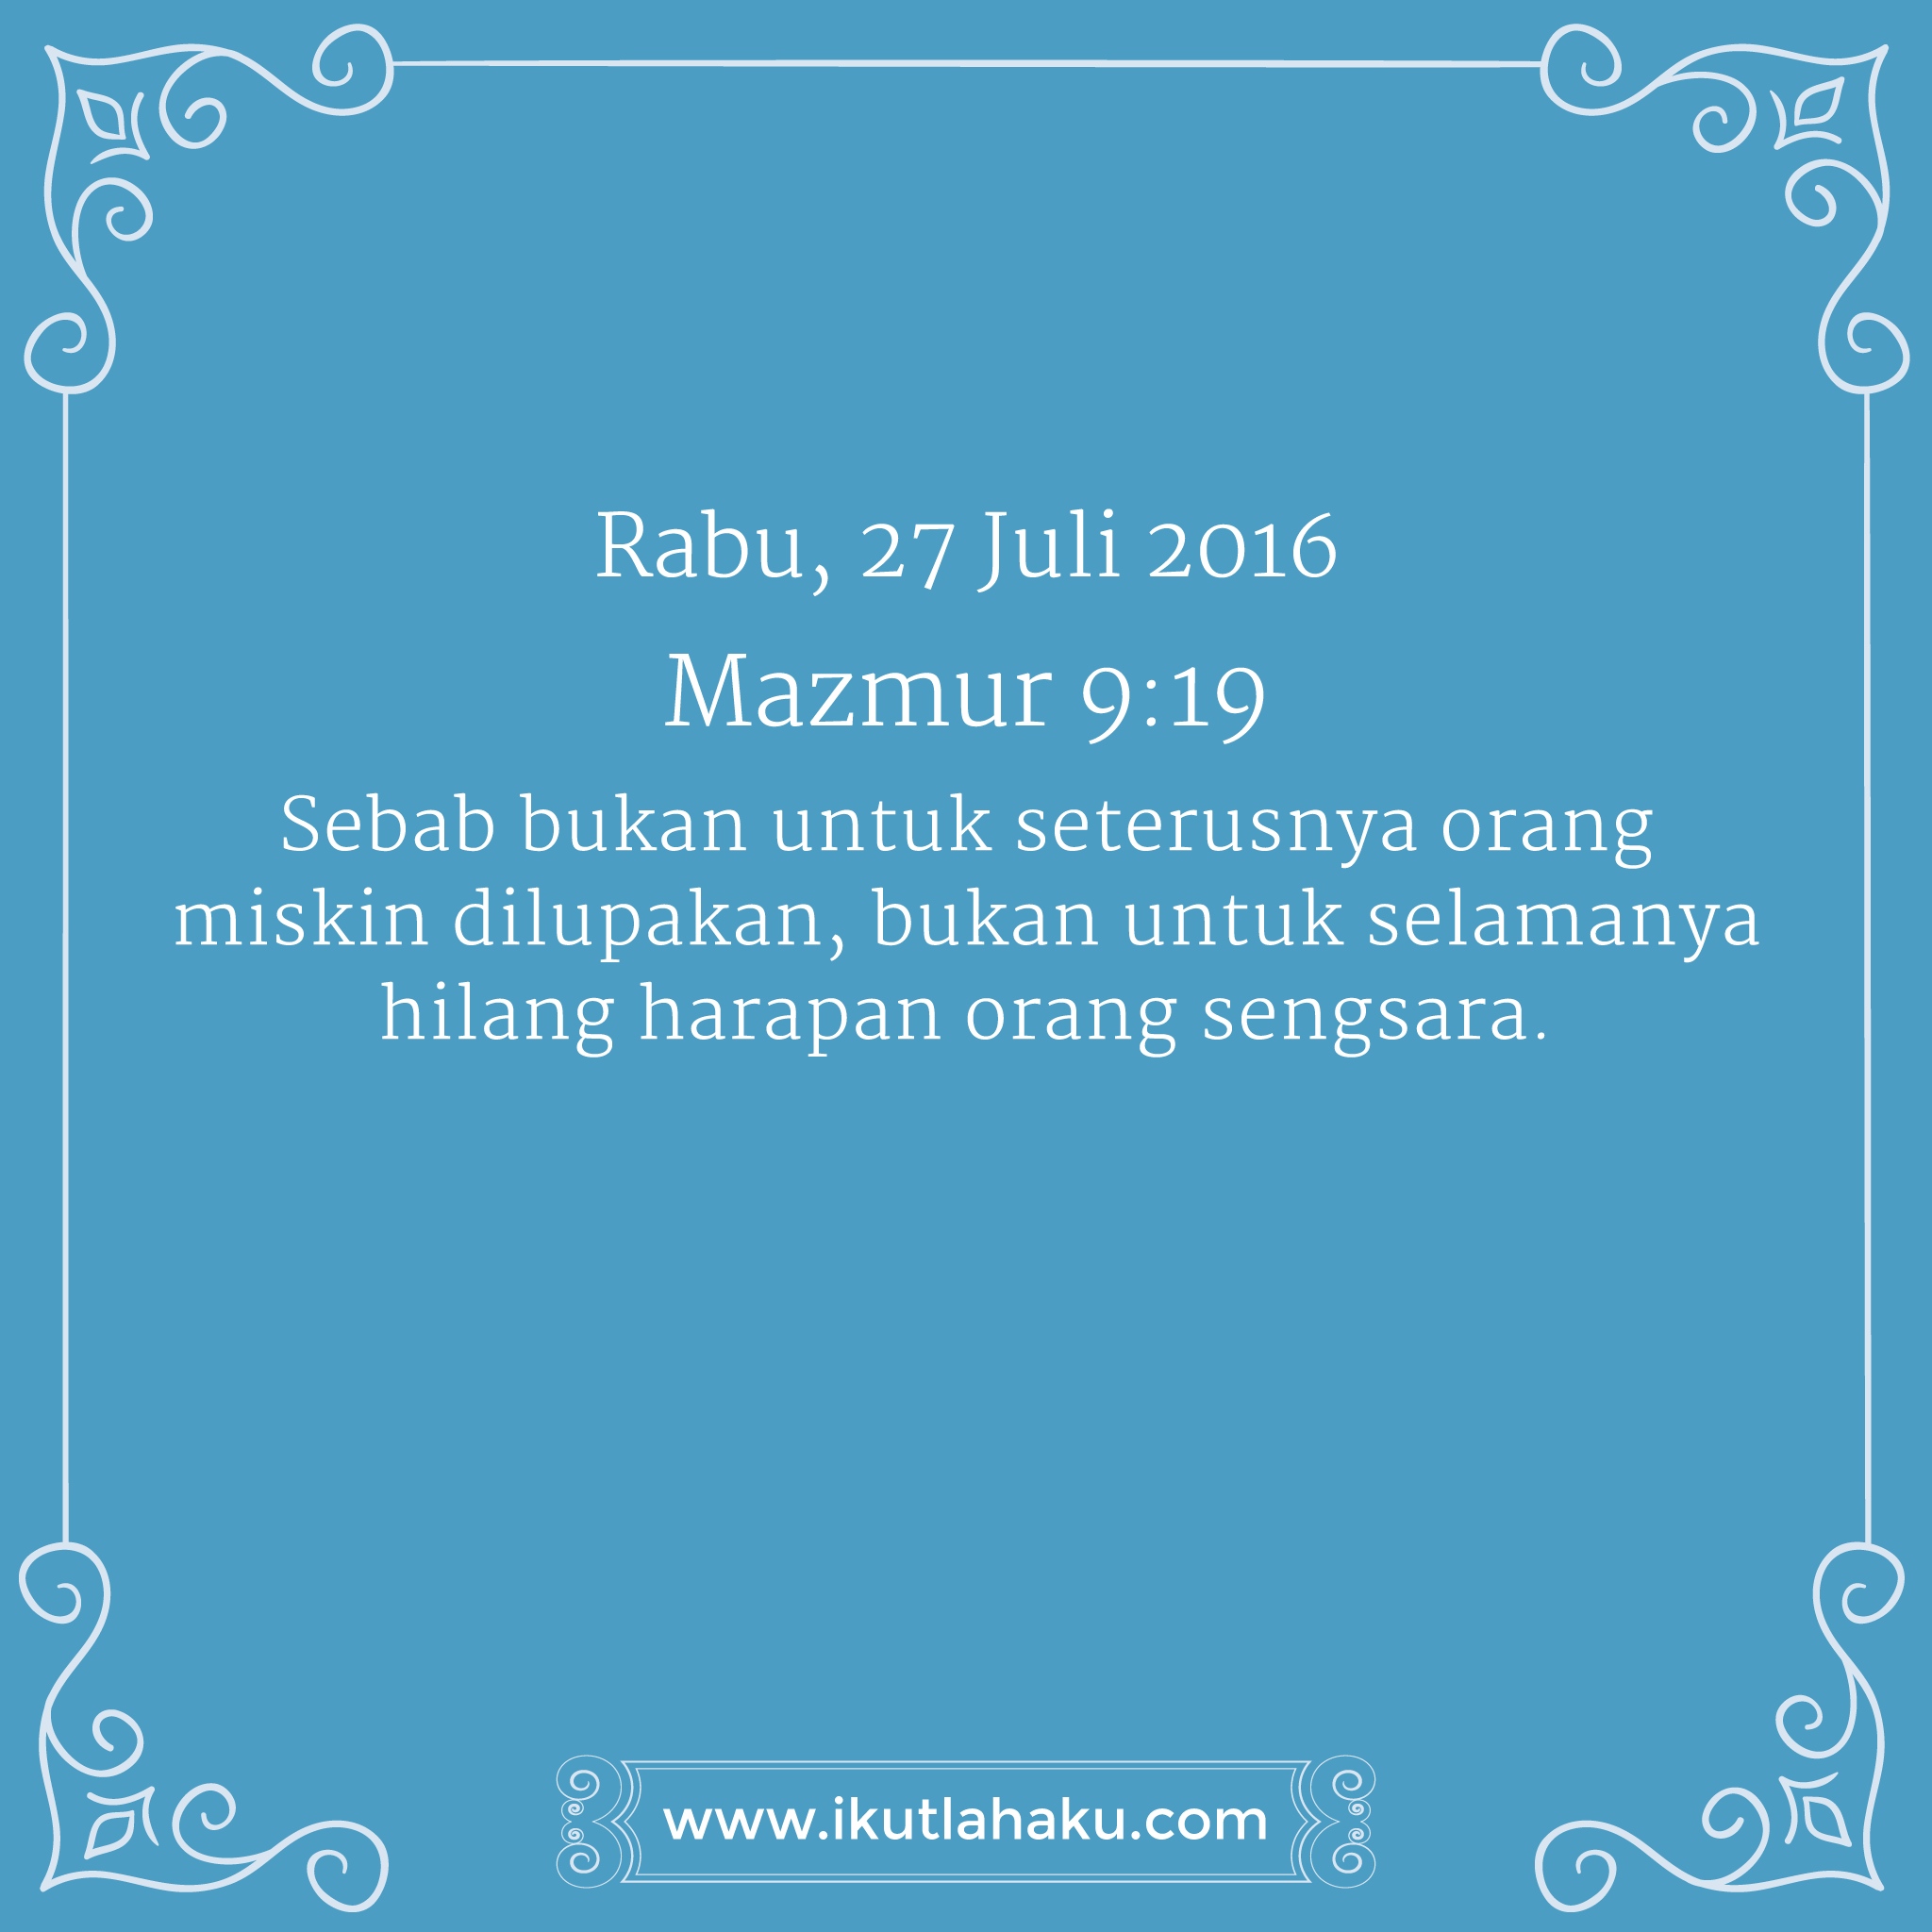 Rabu, 27 Juli 2016
Mazmur 9:19
Sebab bukan untuk seterusnya orang
miskin dilupakan, bukan untuk selamanya
hilang harapan orang sengsara.
www.ikutlahaku.com